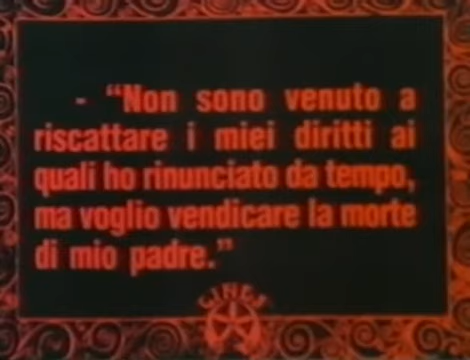 - “Non sono venuto a
riscattare i miei diritti ai
quali ho rinunciato da tempo,
ma voglio vendicare la morte
di mio padre.”
CINES